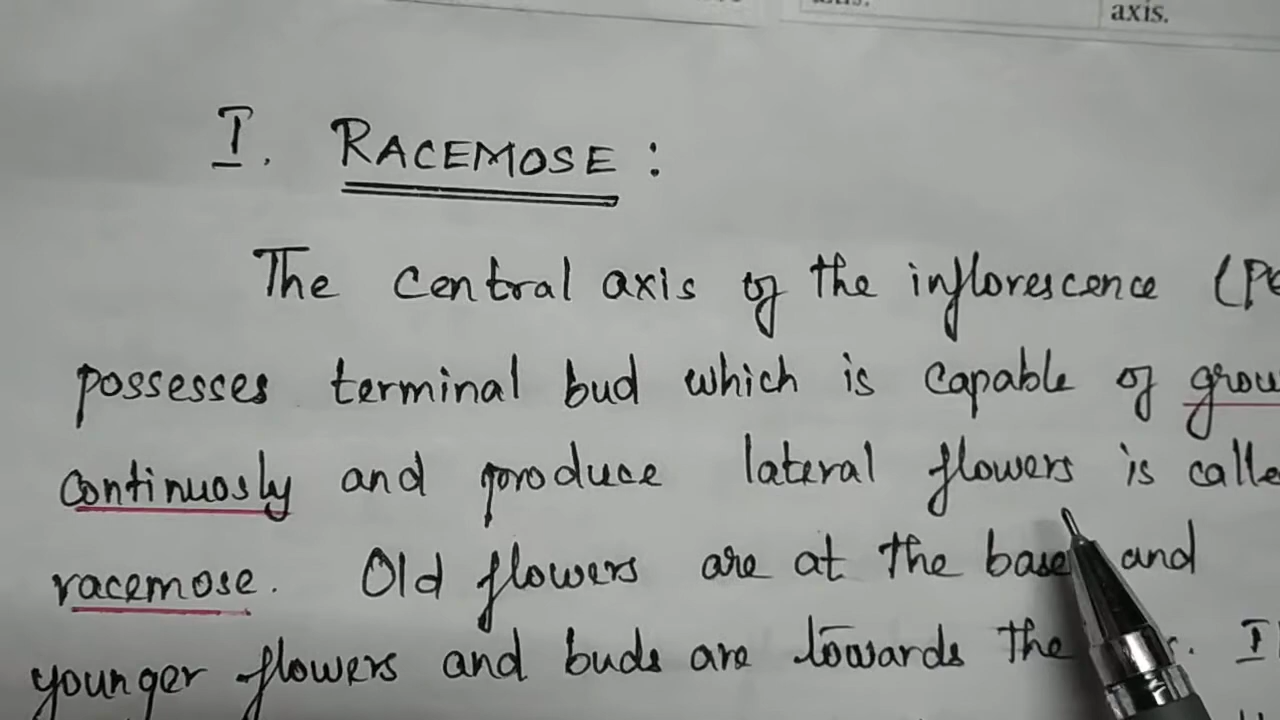 axis.
I. RACEMOSE:
The central axis of the inflorescence
possesses terminal bud which is capable of
continuosly and produce lateral flowers is
racemose. Old flowers are at the base and
younger flowers and buds are towards the